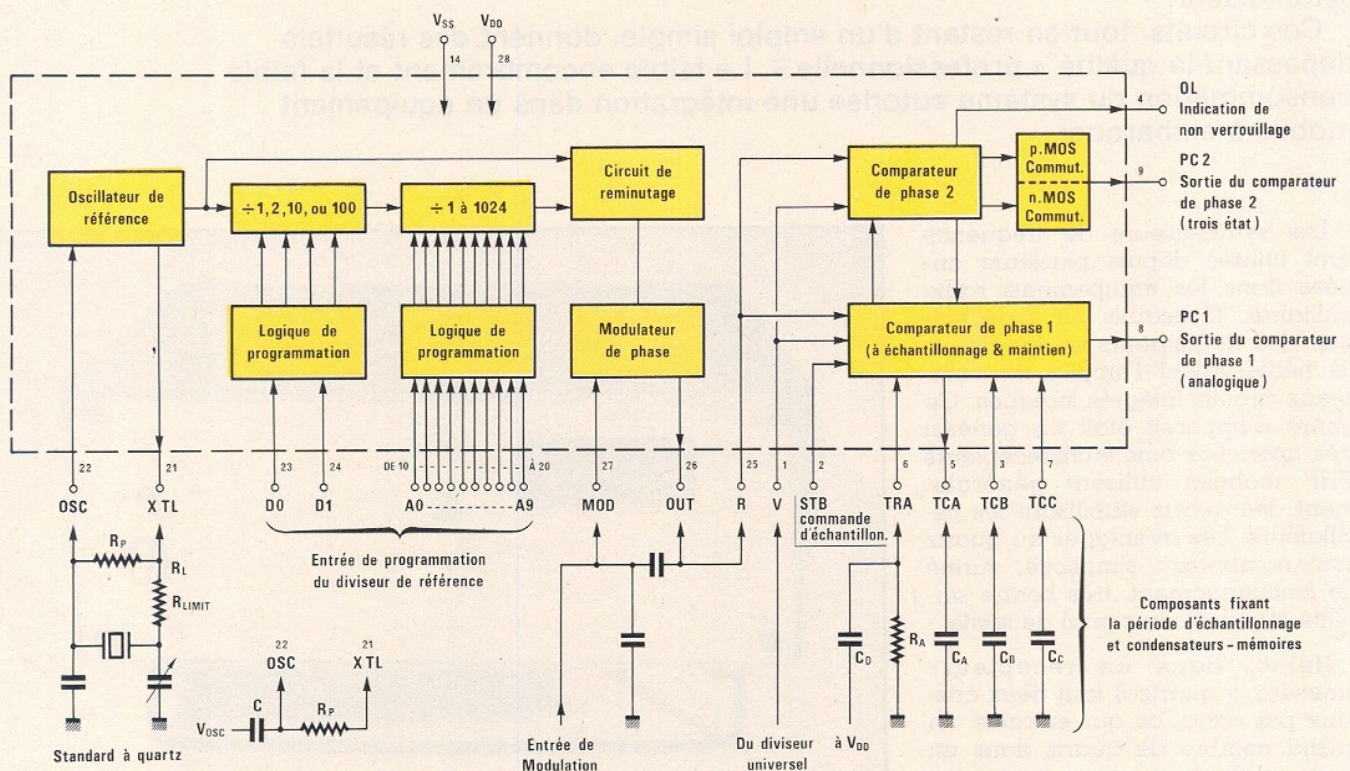 VSS
VDD
14
28
Oscillateur de
référence
÷ 1, 2, 10, ou 100
÷ 1 à 1024
Circuit de
reminutage
Comparateur
de phase 2
p.MOS
Commut.
n.MOS
Commut.
4
OL
Indication de
non verrouillage
9
PC 2
Sortie du comparateur
de phase 2
(trois état)
Logique de
programmation
Logique de
programmation
Modulateur
de phase
Comparateur de phase 1
(à échantillonnage & maintien)
8
PC1
Sortie du comparateur
de phase 1
(analogique)
22
21
23
24
DE 10
À 20
27
26
25
1
2
6
5
3
7
OSC
X TL
D0
D1
A0
A9
MOD
OUT
R
V
STB
commande
d'échantillon.
TRA
TCA
TCB
TCC
Entrée de programmation
du diviseur de référence
RP
RL
RLIMIT
CD
RA
CA
CB
CC
Composants fixant
la période d'échantillonnage
et condensateurs-mémoires
22
OSC
21
X TL
VOSC
C
RP
Standard à quartz
Entrée de
Modulation
Du diviseur
universel
à VDD